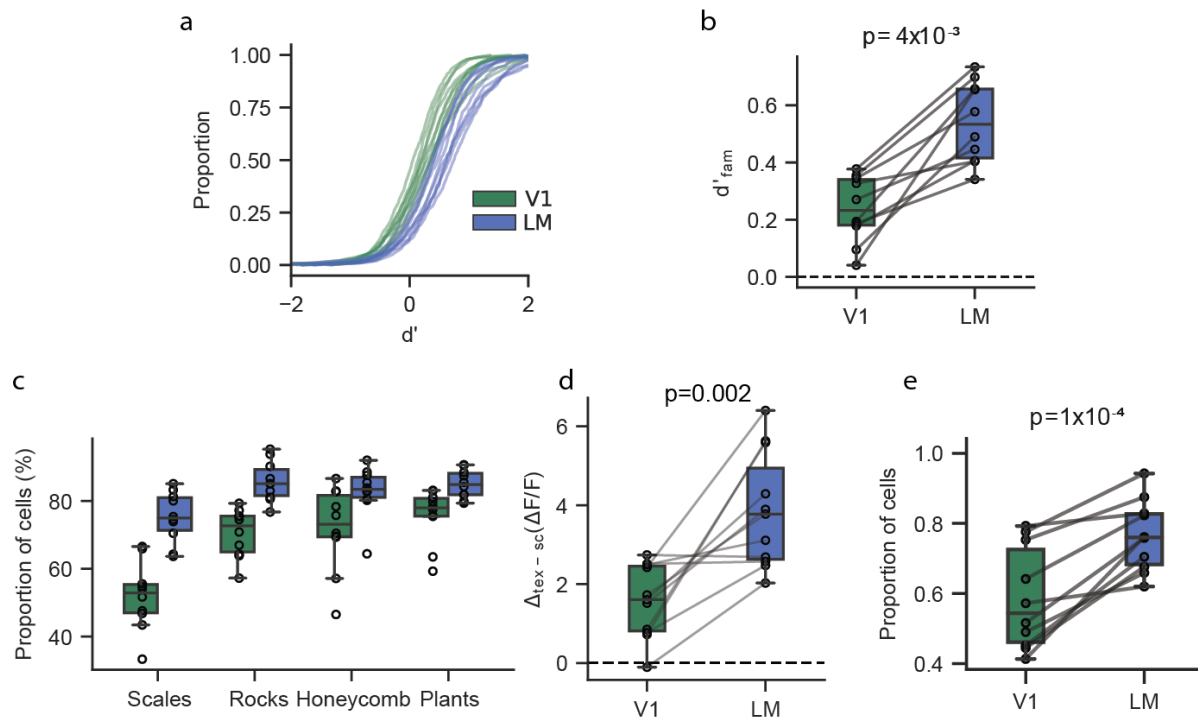 a
1.00
0.75
0.50
0.25
0.00
Proportion
−2
0
2
d'
V1
LM
b
p= 4x10⁻³
0.6
0.4
0.2
0.0
d'fam
V1
LM
c
80
60
40
Proportion of cells (%)
Scales
Rocks
Honeycomb
Plants
d
p=0.002
6
4
2
0
Δtex − sc(ΔF/F)
V1
LM
e
p=1x10⁻⁴
1.0
0.8
0.6
0.4
Proportion of cells
V1
LM